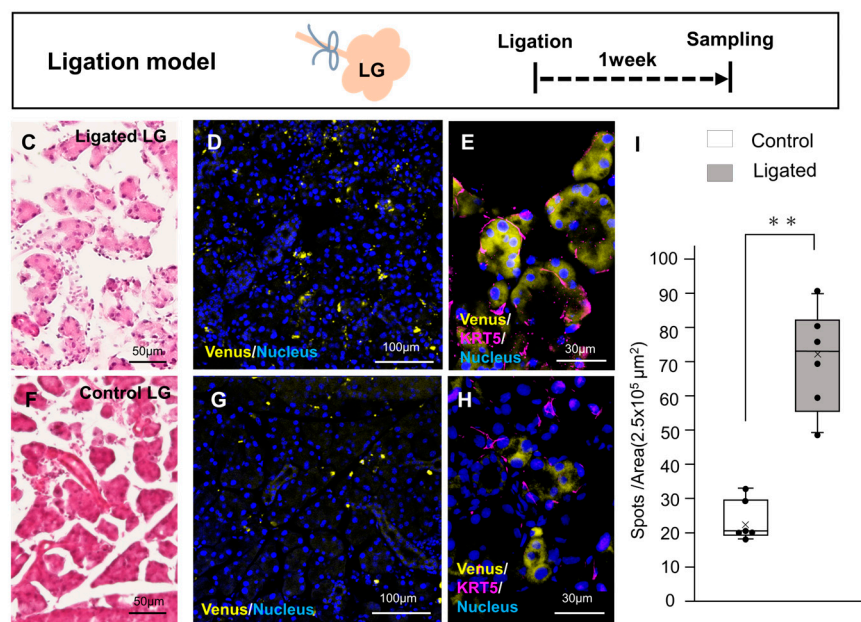 Ligation model
LG
Ligation
1week
Sampling
C
Ligated LG
50µm
D
Venus/Nucleus
100µm
E
Venus/
KRT5/
Nucleus
30µm
F
Control LG
50µm
G
Venus/Nucleus
100µm
H
Venus/
KRT5/
Nucleus
30µm
I
Control
Ligated
**
Spots /Area(2.5x10⁵ µm²)
100
90
80
70
60
50
40
30
20
10
0